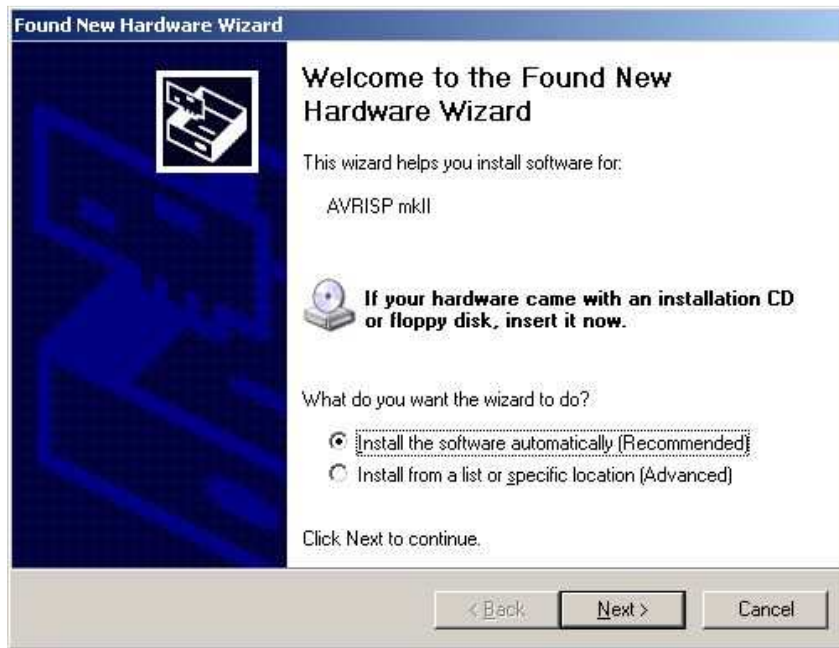 Found New Hardware Wizard
Welcome to the Found New
Hardware Wizard
This wizard helps you install software for:
AVRISP mkII
If your hardware came with an installation CD
or floppy disk, insert it now.
What do you want the wizard to do?
Install the software automatically (Recommended)
Install from a list or specific location (Advanced)
Click Next to continue.
< Back
Next >
Cancel